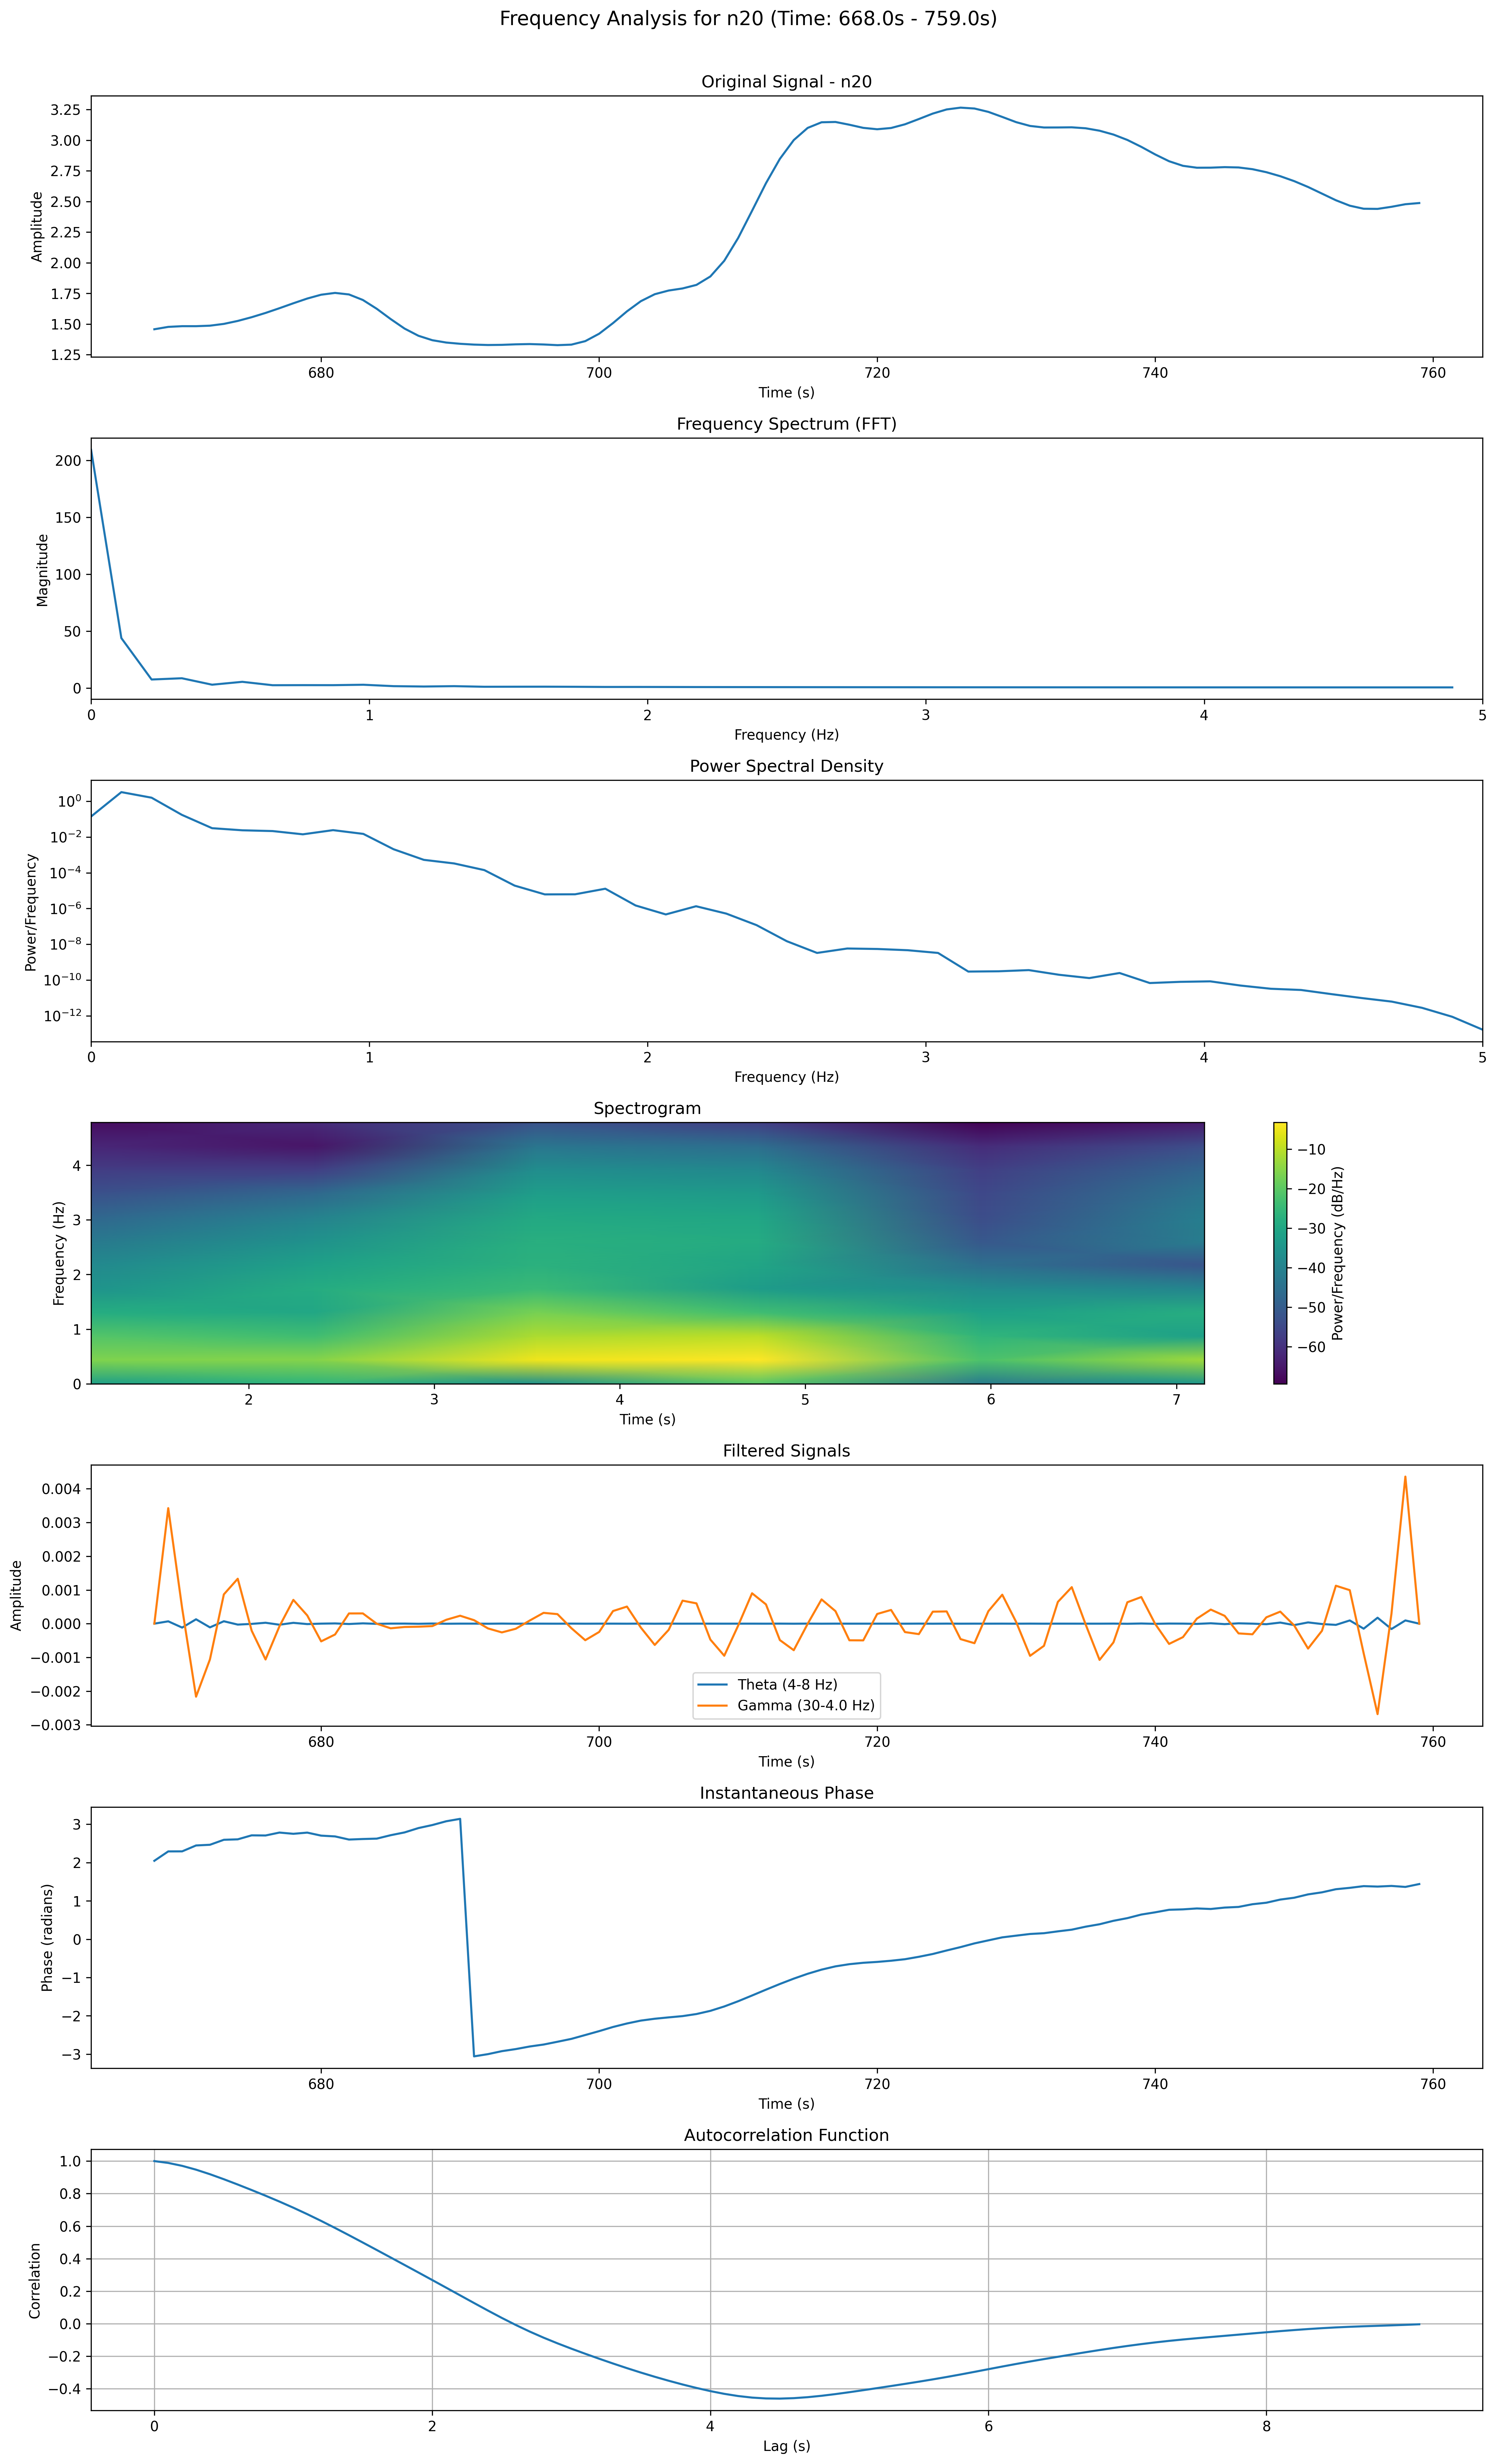 Frequency Analysis for n20 (Time: 668.0s - 759.0s)
Original Signal - n20
Amplitude
3.25
3.00
2.75
2.50
2.25
2.00
1.75
1.50
1.25
680 700 720 740 760
Time (s)
Frequency Spectrum (FFT)
Magnitude
200
150
100
50
0
0 1 2 3 4 5
Frequency (Hz)
Power Spectral Density
Power/Frequency
10⁰
10⁻²
10⁻⁴
10⁻⁶
10⁻⁸
10⁻¹⁰
10⁻¹²
0 1 2 3 4 5
Frequency (Hz)
Spectrogram
Frequency (Hz)
4
3
2
1
0
2 3 4 5 6 7
Time (s)
−10
−20
−30
−40
−50
−60
Power/Frequency (dB/Hz)
Filtered Signals
Amplitude
0.004
0.003
0.002
0.001
0.000
−0.001
−0.002
−0.003
Theta (4-8 Hz)
Gamma (30-4.0 Hz)
680 700 720 740 760
Time (s)
Instantaneous Phase
Phase (radians)
3
2
1
0
−1
−2
−3
680 700 720 740 760
Time (s)
Autocorrelation Function
Correlation
1.0
0.8
0.6
0.4
0.2
0.0
−0.2
−0.4
0 2 4 6 8
Lag (s)